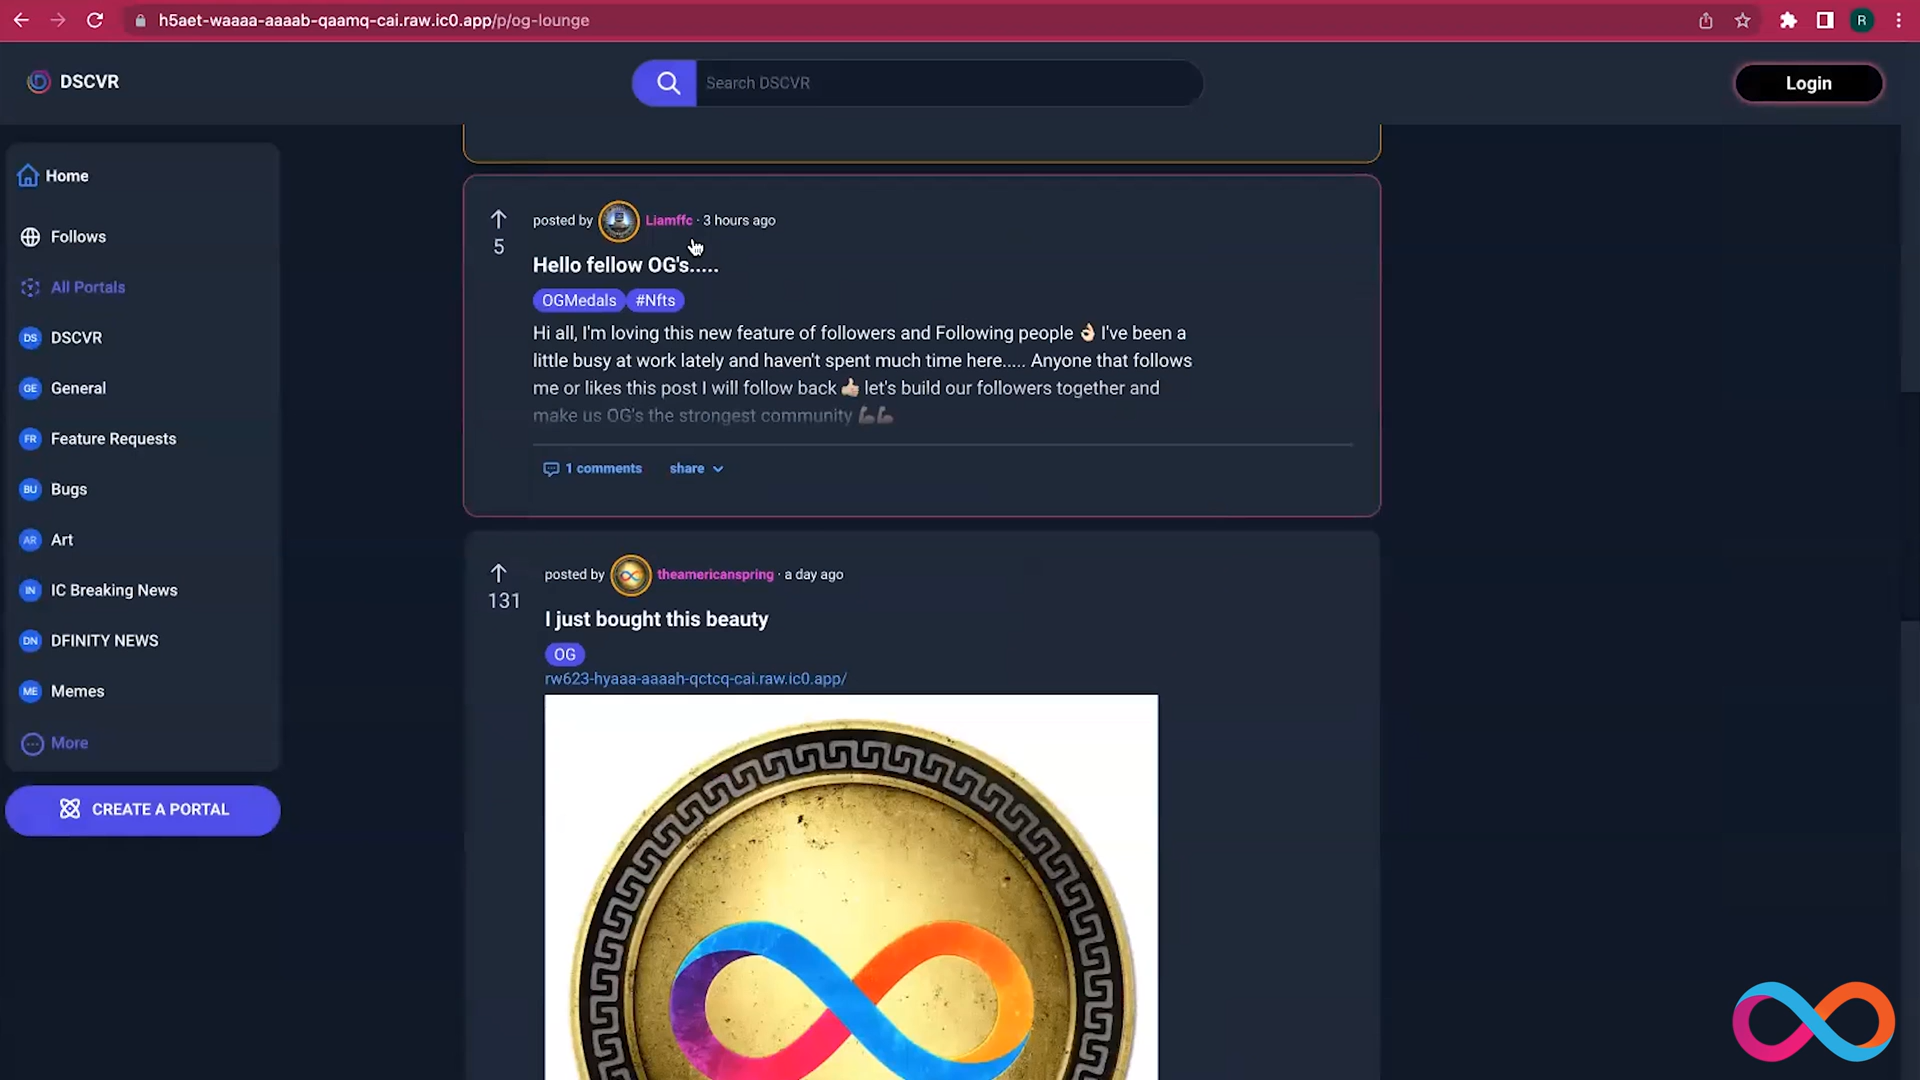 h5aet-waaaa-aaaab-qaamq-cai.raw.ic0.app/p/og-lounge
R
DSCVR
Search DSCVR
Login
Home
Follows
All Portals
DS DSCVR
GE General
FR Feature Requests
BU Bugs
AR Art
IN IC Breaking News
DN DFINITY NEWS
ME Memes
More
CREATE A PORTAL
posted by Liamffc · 3 hours ago
5
Hello fellow OG's.....
OGMedals #Nfts
Hi all, I'm loving this new feature of followers and Following people 👌🏻 I've been a
little busy at work lately and haven't spent much time here..... Anyone that follows
me or likes this post I will follow back 👍🏻 let's build our followers together and
make us OG's the strongest community 💪🏻💪🏻
1 comments share
posted by theamericanspring · a day ago
131
I just bought this beauty
OG
rw623-hyaaa-aaaah-qctcq-cai.raw.ic0.app/